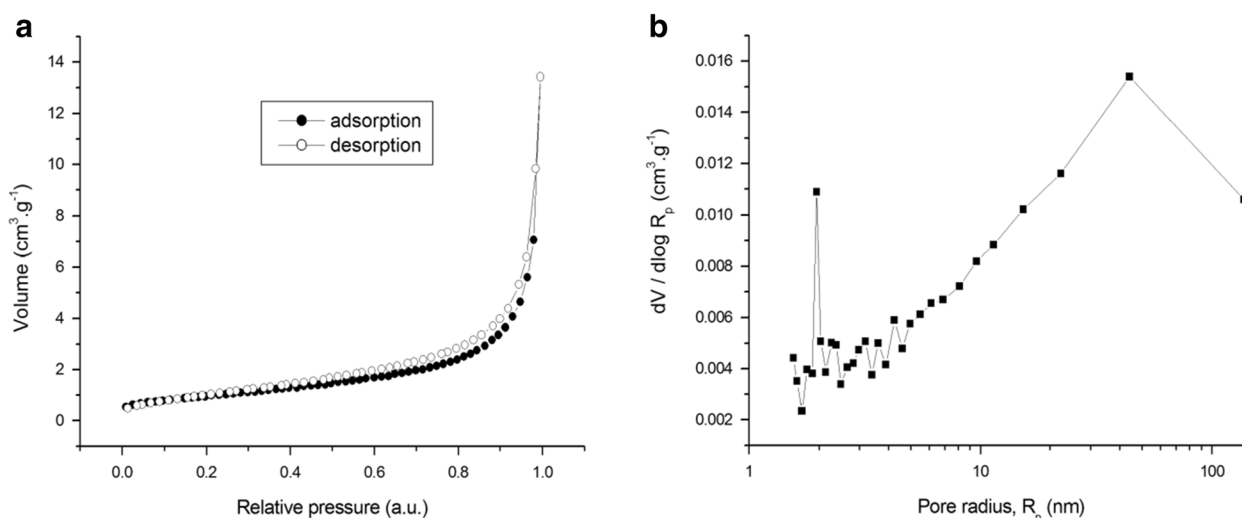 a
Volume (cm³.g⁻¹)
14
12
10
8
6
4
2
0
adsorption
desorption
0.0 0.2 0.4 0.6 0.8 1.0
Relative pressure (a.u.)
b
dV / dlog Rₚ (cm³.g⁻¹)
0.016
0.014
0.012
0.010
0.008
0.006
0.004
0.002
1 10 100
Pore radius, Rₚ (nm)